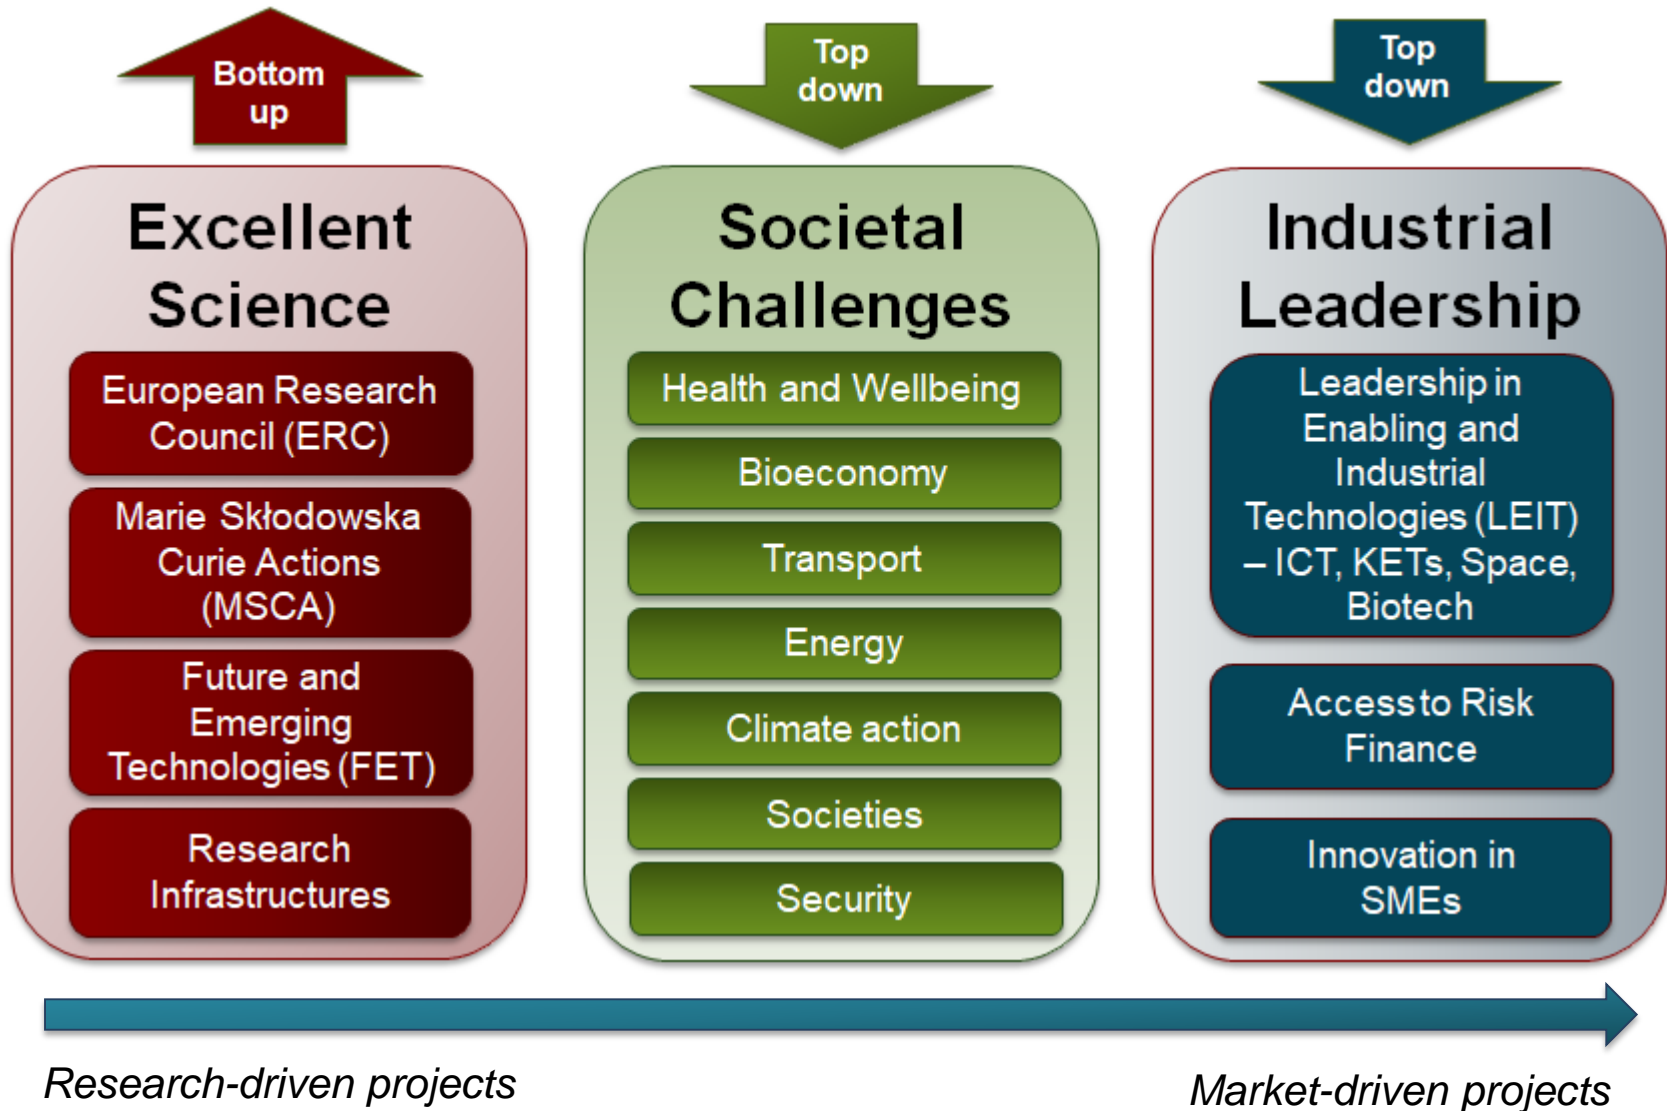 Bottom
up
Top
down
Top
down
Excellent
Science
European Research
Council (ERC)
Marie Skłodowska
Curie Actions
(MSCA)
Future and
Emerging
Technologies (FET)
Research
Infrastructures
Societal
Challenges
Health and Wellbeing
Bioeconomy
Transport
Energy
Climate action
Societies
Security
Industrial
Leadership
Leadership in
Enabling and
Industrial
Technologies (LEIT)
– ICT, KETs, Space,
Biotech
Access to Risk
Finance
Innovation in
SMEs
Research-driven projects
Market-driven projects